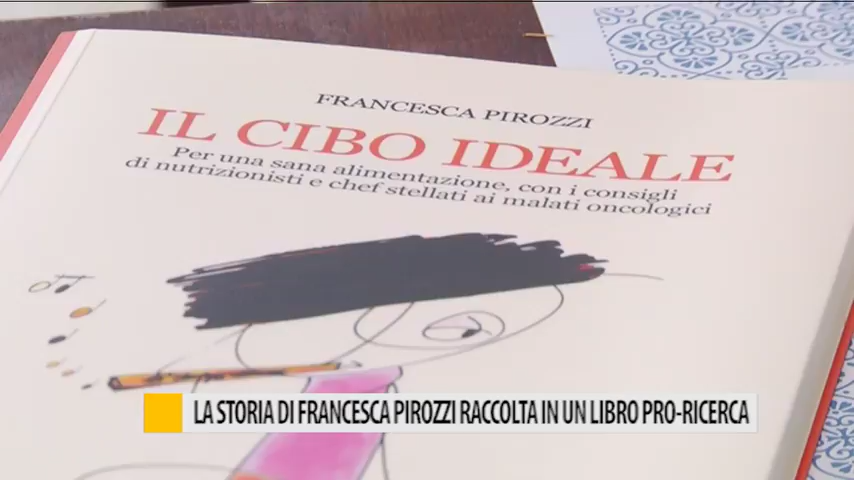 FRANCESCA PIROZZI
IL CIBO IDEALE
Per una sana alimentazione, con i consigli
di nutrizionisti e chef stellati ai malati oncologici
LA STORIA DI FRANCESCA PIROZZI RACCOLTA IN UN LIBRO PRO-RICERCA